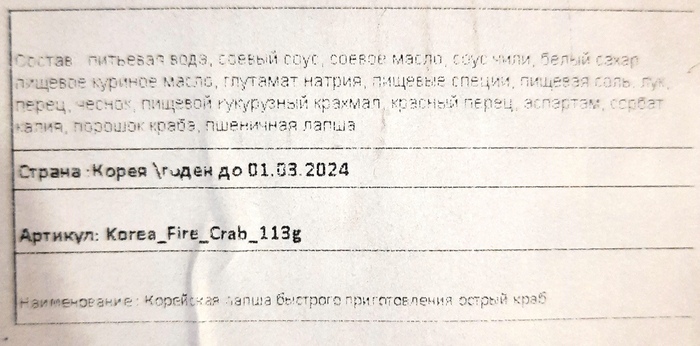 Состав: питьевая вода, соевый соус, соевое масло, соус чили, белый сахар
пищевое куриное масло, глутамат натрия, пищевые специи, пищевая соль, лук,
перец, чеснок, пищевой кукурузный крахмал, красный перец, аспартам, сорбат
калия, порошок краба, пшеничная лапша
Страна :Корея \годен до 01.03.2024
Артикул: Korea_Fire_Crab_113g
Наименование: Корейская лапша быстрого приготовления острый краб